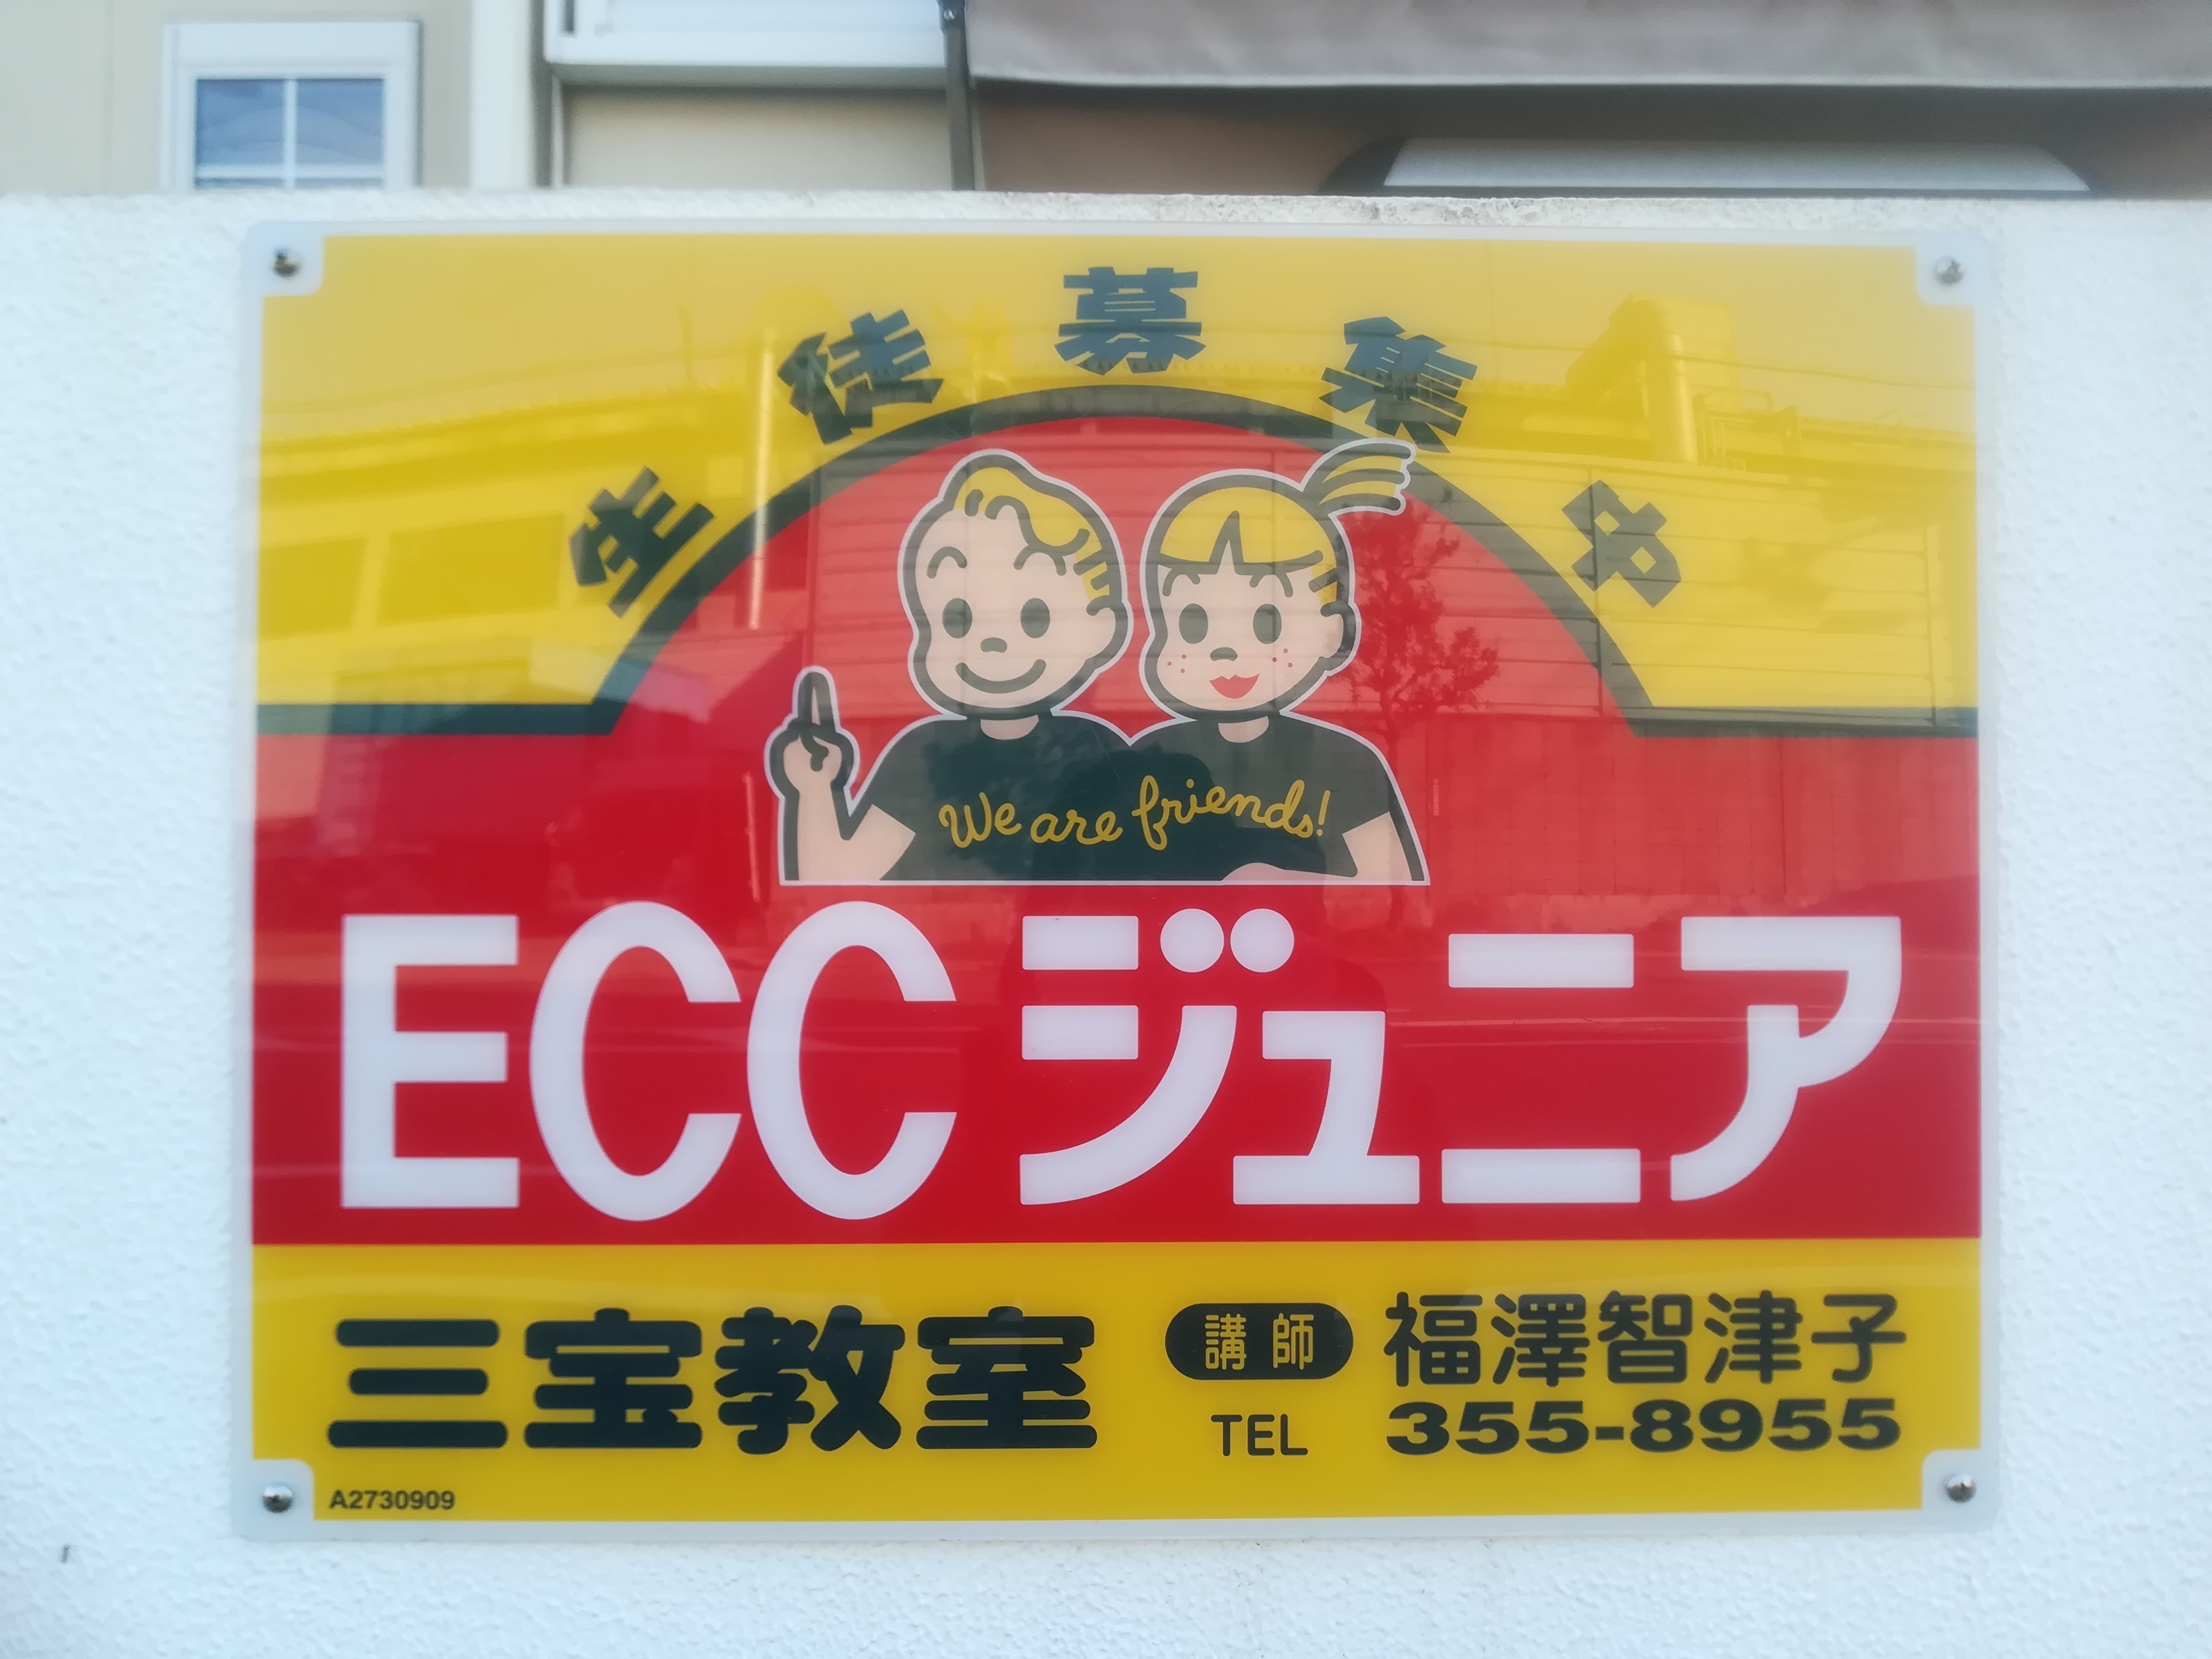 生徒募集中
We are friends!
ECCジュニア
三宝教室
講師 福澤智津子
TEL 355-8955
A2730909